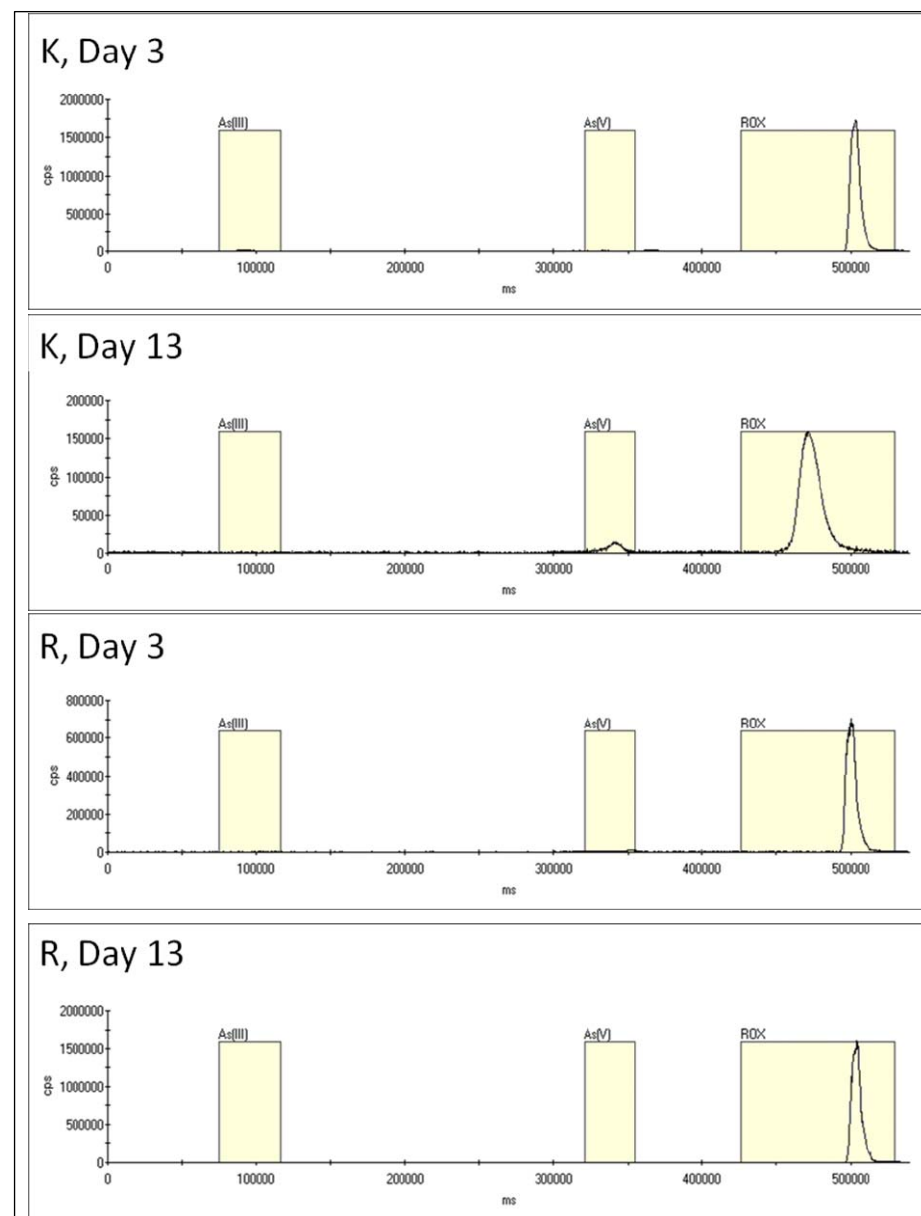 K, Day 3
2000000
1500000
1000000
500000
0
cps
As(III)
As(V)
ROX
0 100000 200000 300000 400000 500000
ms
K, Day 13
200000
150000
100000
50000
0
cps
As(III)
As(V)
ROX
0 100000 200000 300000 400000 500000
ms
R, Day 3
800000
600000
400000
200000
0
cps
As(III)
As(V)
ROX
0 100000 200000 300000 400000 500000
ms
R, Day 13
2000000
1500000
1000000
500000
0
cps
As(III)
As(V)
ROX
0 100000 200000 300000 400000 500000
ms